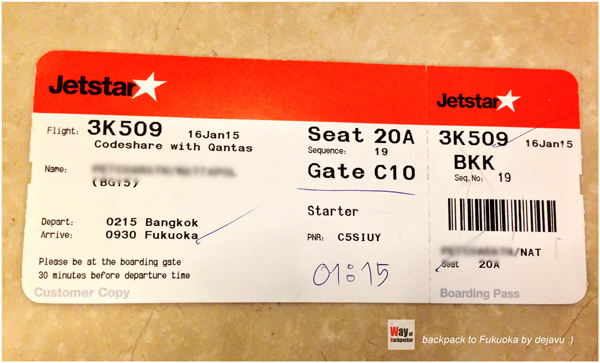 Jetstar
Flight: 3K509 16Jan15
Codeshare with Qantas
Name:
(BG15)
Depart: 0215 Bangkok
Arrive: 0930 Fukuoka
Please be at the boarding gate
30 minutes before departure time
Customer Copy
Seat 20A
Sequence: 19
Gate C10
Starter
PNR: C5SIUY
01:15
Jetstar
3K509 16Jan15
BKK
Seq.No: 19
/NAT
Seat 20A
Boarding Pass
Way of
Backpacker
backpack to Fukuoka by dejavu :)